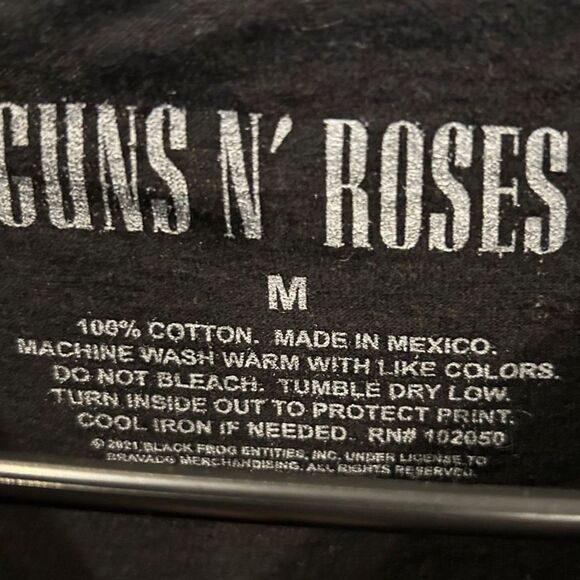 GUNS N' ROSES
M
100% COTTON. MADE IN MEXICO.
MACHINE WASH WARM WITH LIKE COLORS.
DO NOT BLEACH. TUMBLE DRY LOW.
TURN INSIDE OUT TO PROTECT PRINT.
COOL IRON IF NEEDED. RN# 102050
© 2021 BLACK FROG ENTITIES, INC. UNDER LICENSE TO
BRAVADO MERCHANDISING. ALL RIGHTS RESERVED.